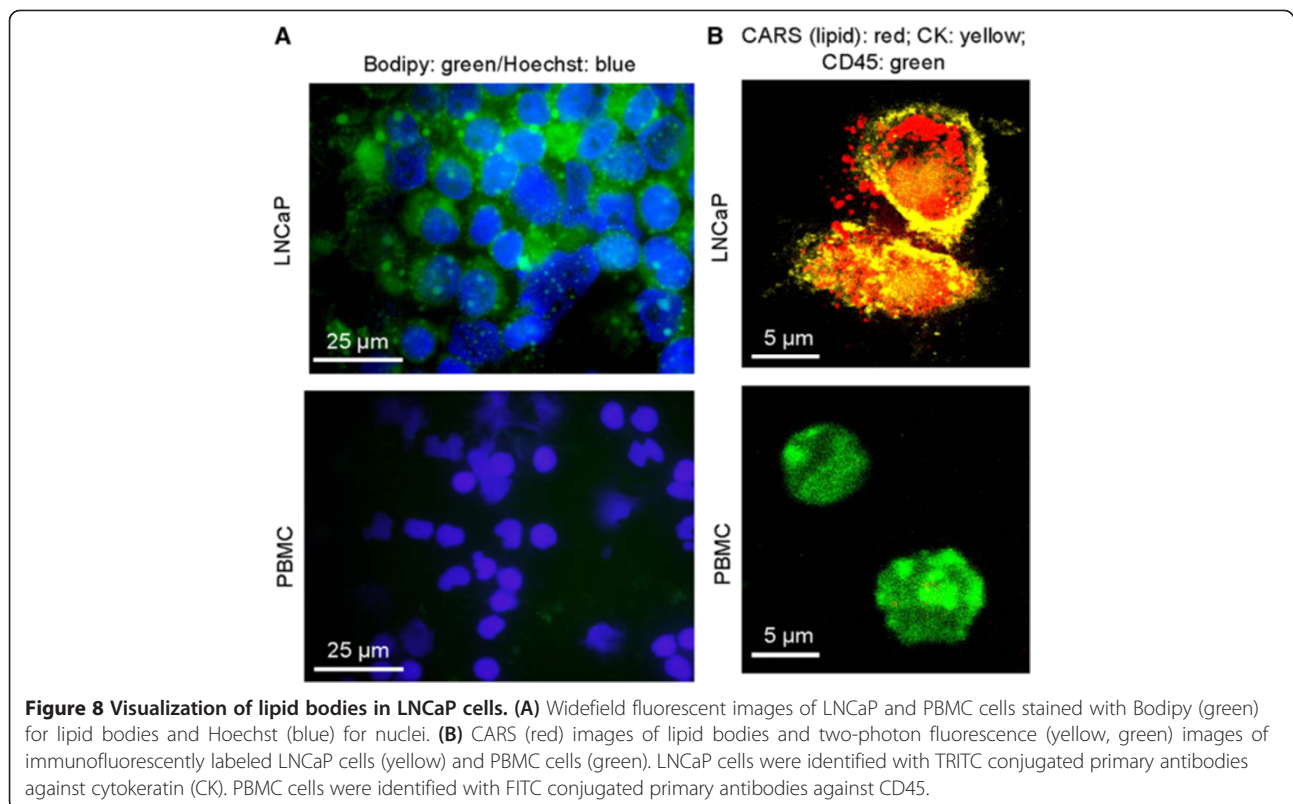 A
Bodipy: green/Hoechst: blue
B
CARS (lipid): red; CK: yellow;
CD45: green
LNCaP
25 µm
LNCaP
5 µm
PBMC
25 µm
PBMC
5 µm
Figure 8 Visualization of lipid bodies in LNCaP cells. (A) Widefield fluorescent images of LNCaP and PBMC cells stained with Bodipy (green)
for lipid bodies and Hoechst (blue) for nuclei. (B) CARS (red) images of lipid bodies and two-photon fluorescence (yellow, green) images of
immunofluorescently labeled LNCaP cells (yellow) and PBMC cells (green). LNCaP cells were identified with TRITC conjugated primary antibodies
against cytokeratin (CK). PBMC cells were identified with FITC conjugated primary antibodies against CD45.